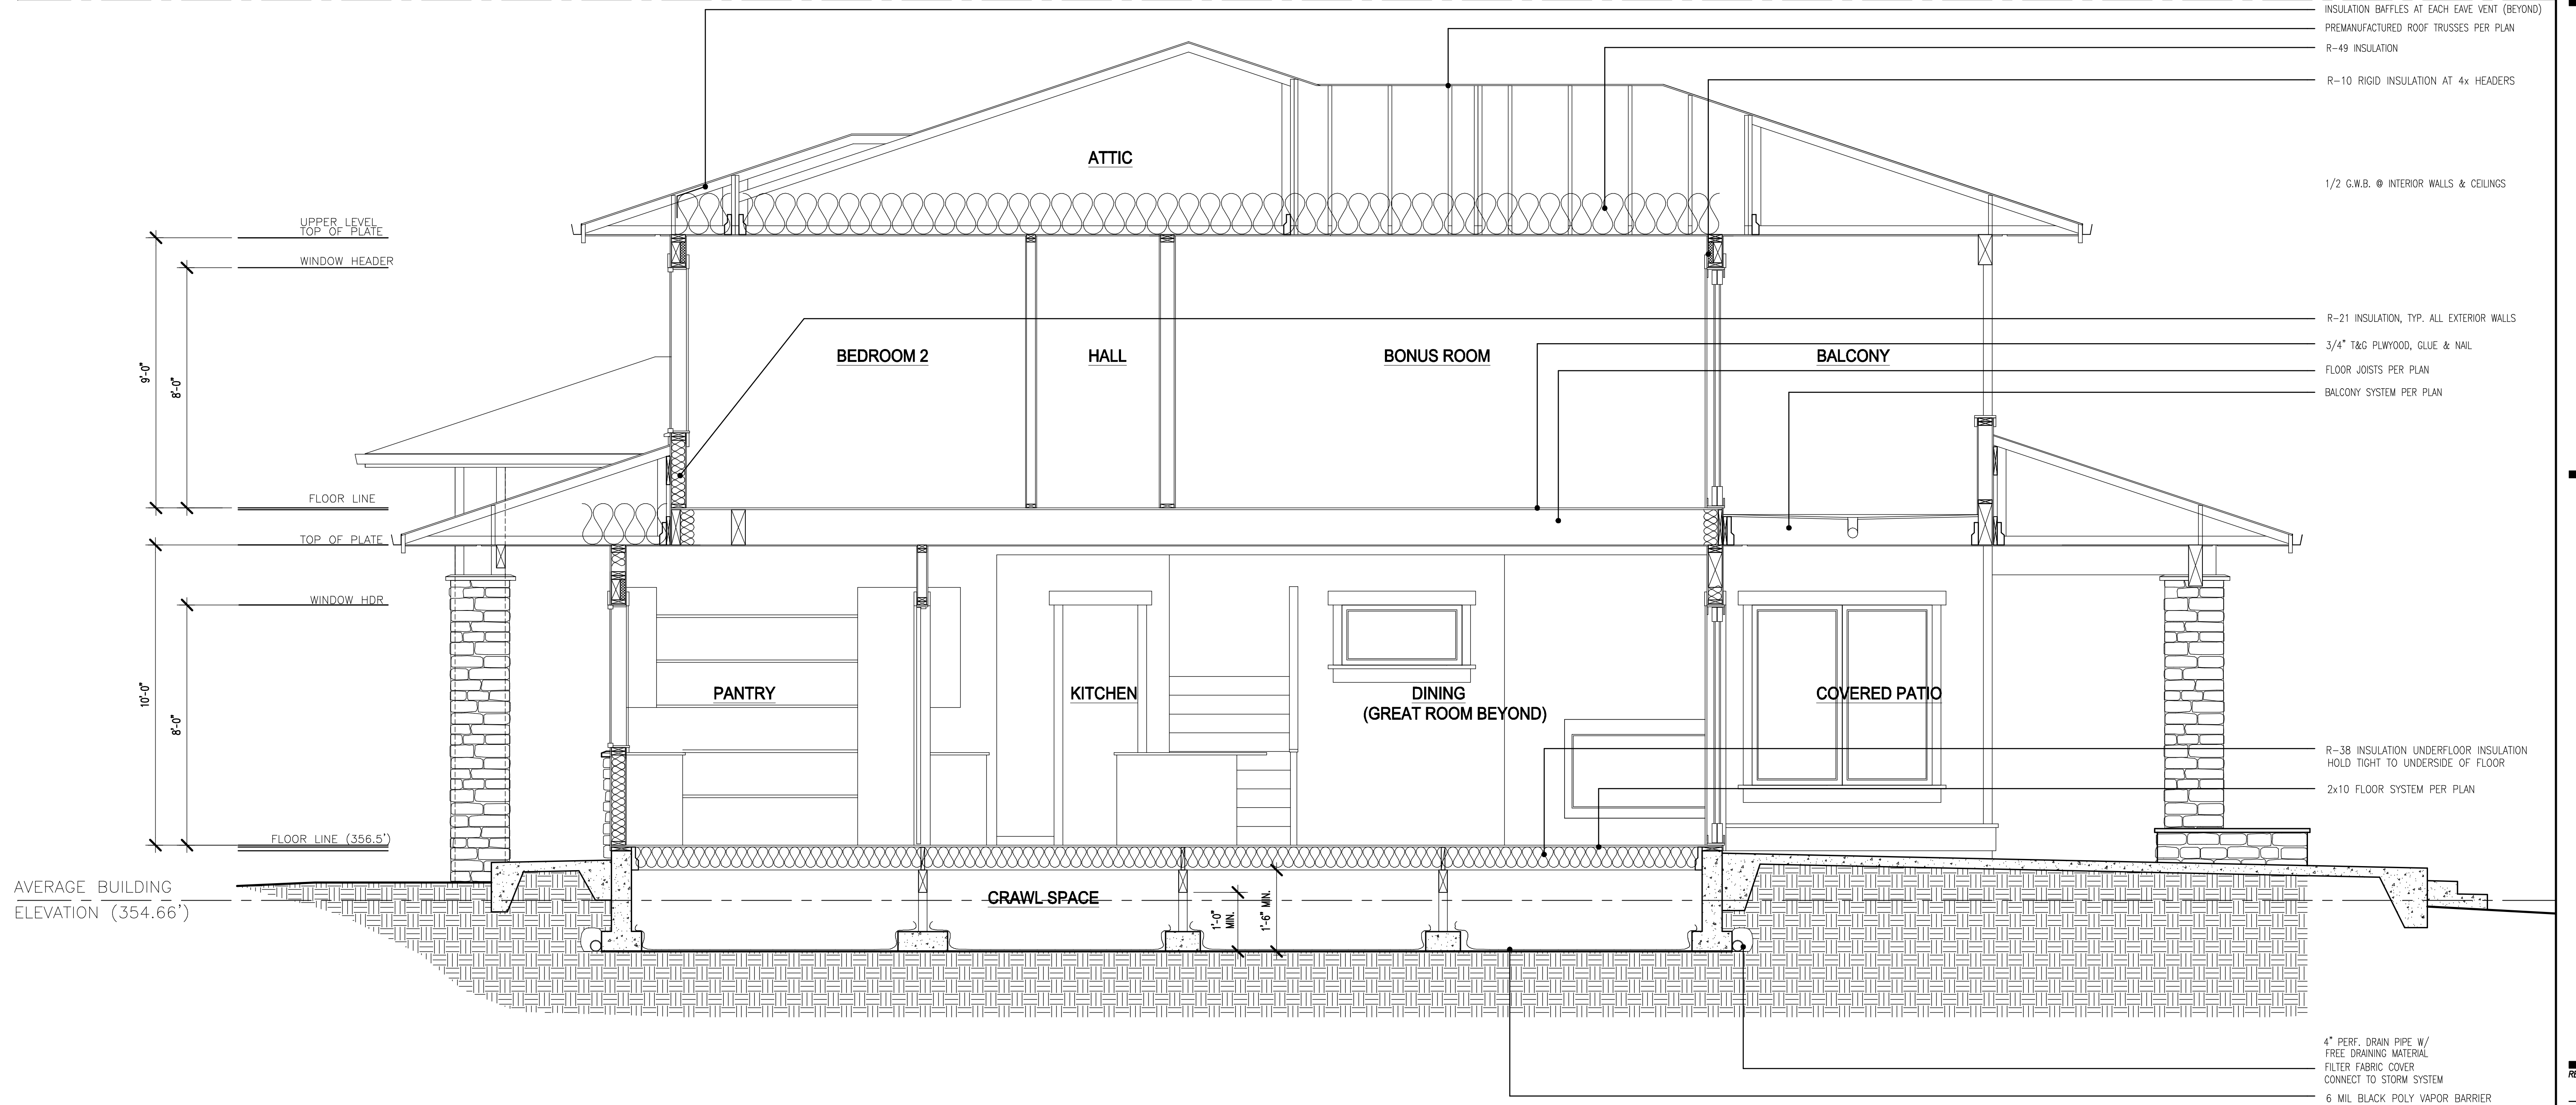 INSULATION BAFFLES AT EACH EAVE VENT (BEYOND)
PREMANUFACTURED ROOF TRUSSES PER PLAN
R-49 INSULATION
R-10 RIGID INSULATION AT 4x HEADERS
ATTIC
1/2 G.W.B. @ INTERIOR WALLS & CEILINGS
UPPER LEVEL
TOP OF PLATE
WINDOW HEADER
R-21 INSULATION, TYP. ALL EXTERIOR WALLS
3/4" T&G PLWYOOD, GLUE & NAIL
BEDROOM 2
HALL
BONUS ROOM
BALCONY
FLOOR JOISTS PER PLAN
BALCONY SYSTEM PER PLAN
9'-0"
8'-0"
FLOOR LINE
TOP OF PLATE
WINDOW HDR
10'-0"
8'-0"
PANTRY
KITCHEN
DINING
(GREAT ROOM BEYOND)
COVERED PATIO
R-38 INSULATION UNDERFLOOR INSULATION
HOLD TIGHT TO UNDERSIDE OF FLOOR
2x10 FLOOR SYSTEM PER PLAN
FLOOR LINE (356.5')
AVERAGE BUILDING
ELEVATION (354.66')
CRAWL SPACE
1'-0"
MIN.
1'-6" MIN.
4" PERF. DRAIN PIPE W/
FREE DRAINING MATERIAL
FILTER FABRIC COVER
CONNECT TO STORM SYSTEM
6 MIL BLACK POLY VAPOR BARRIER